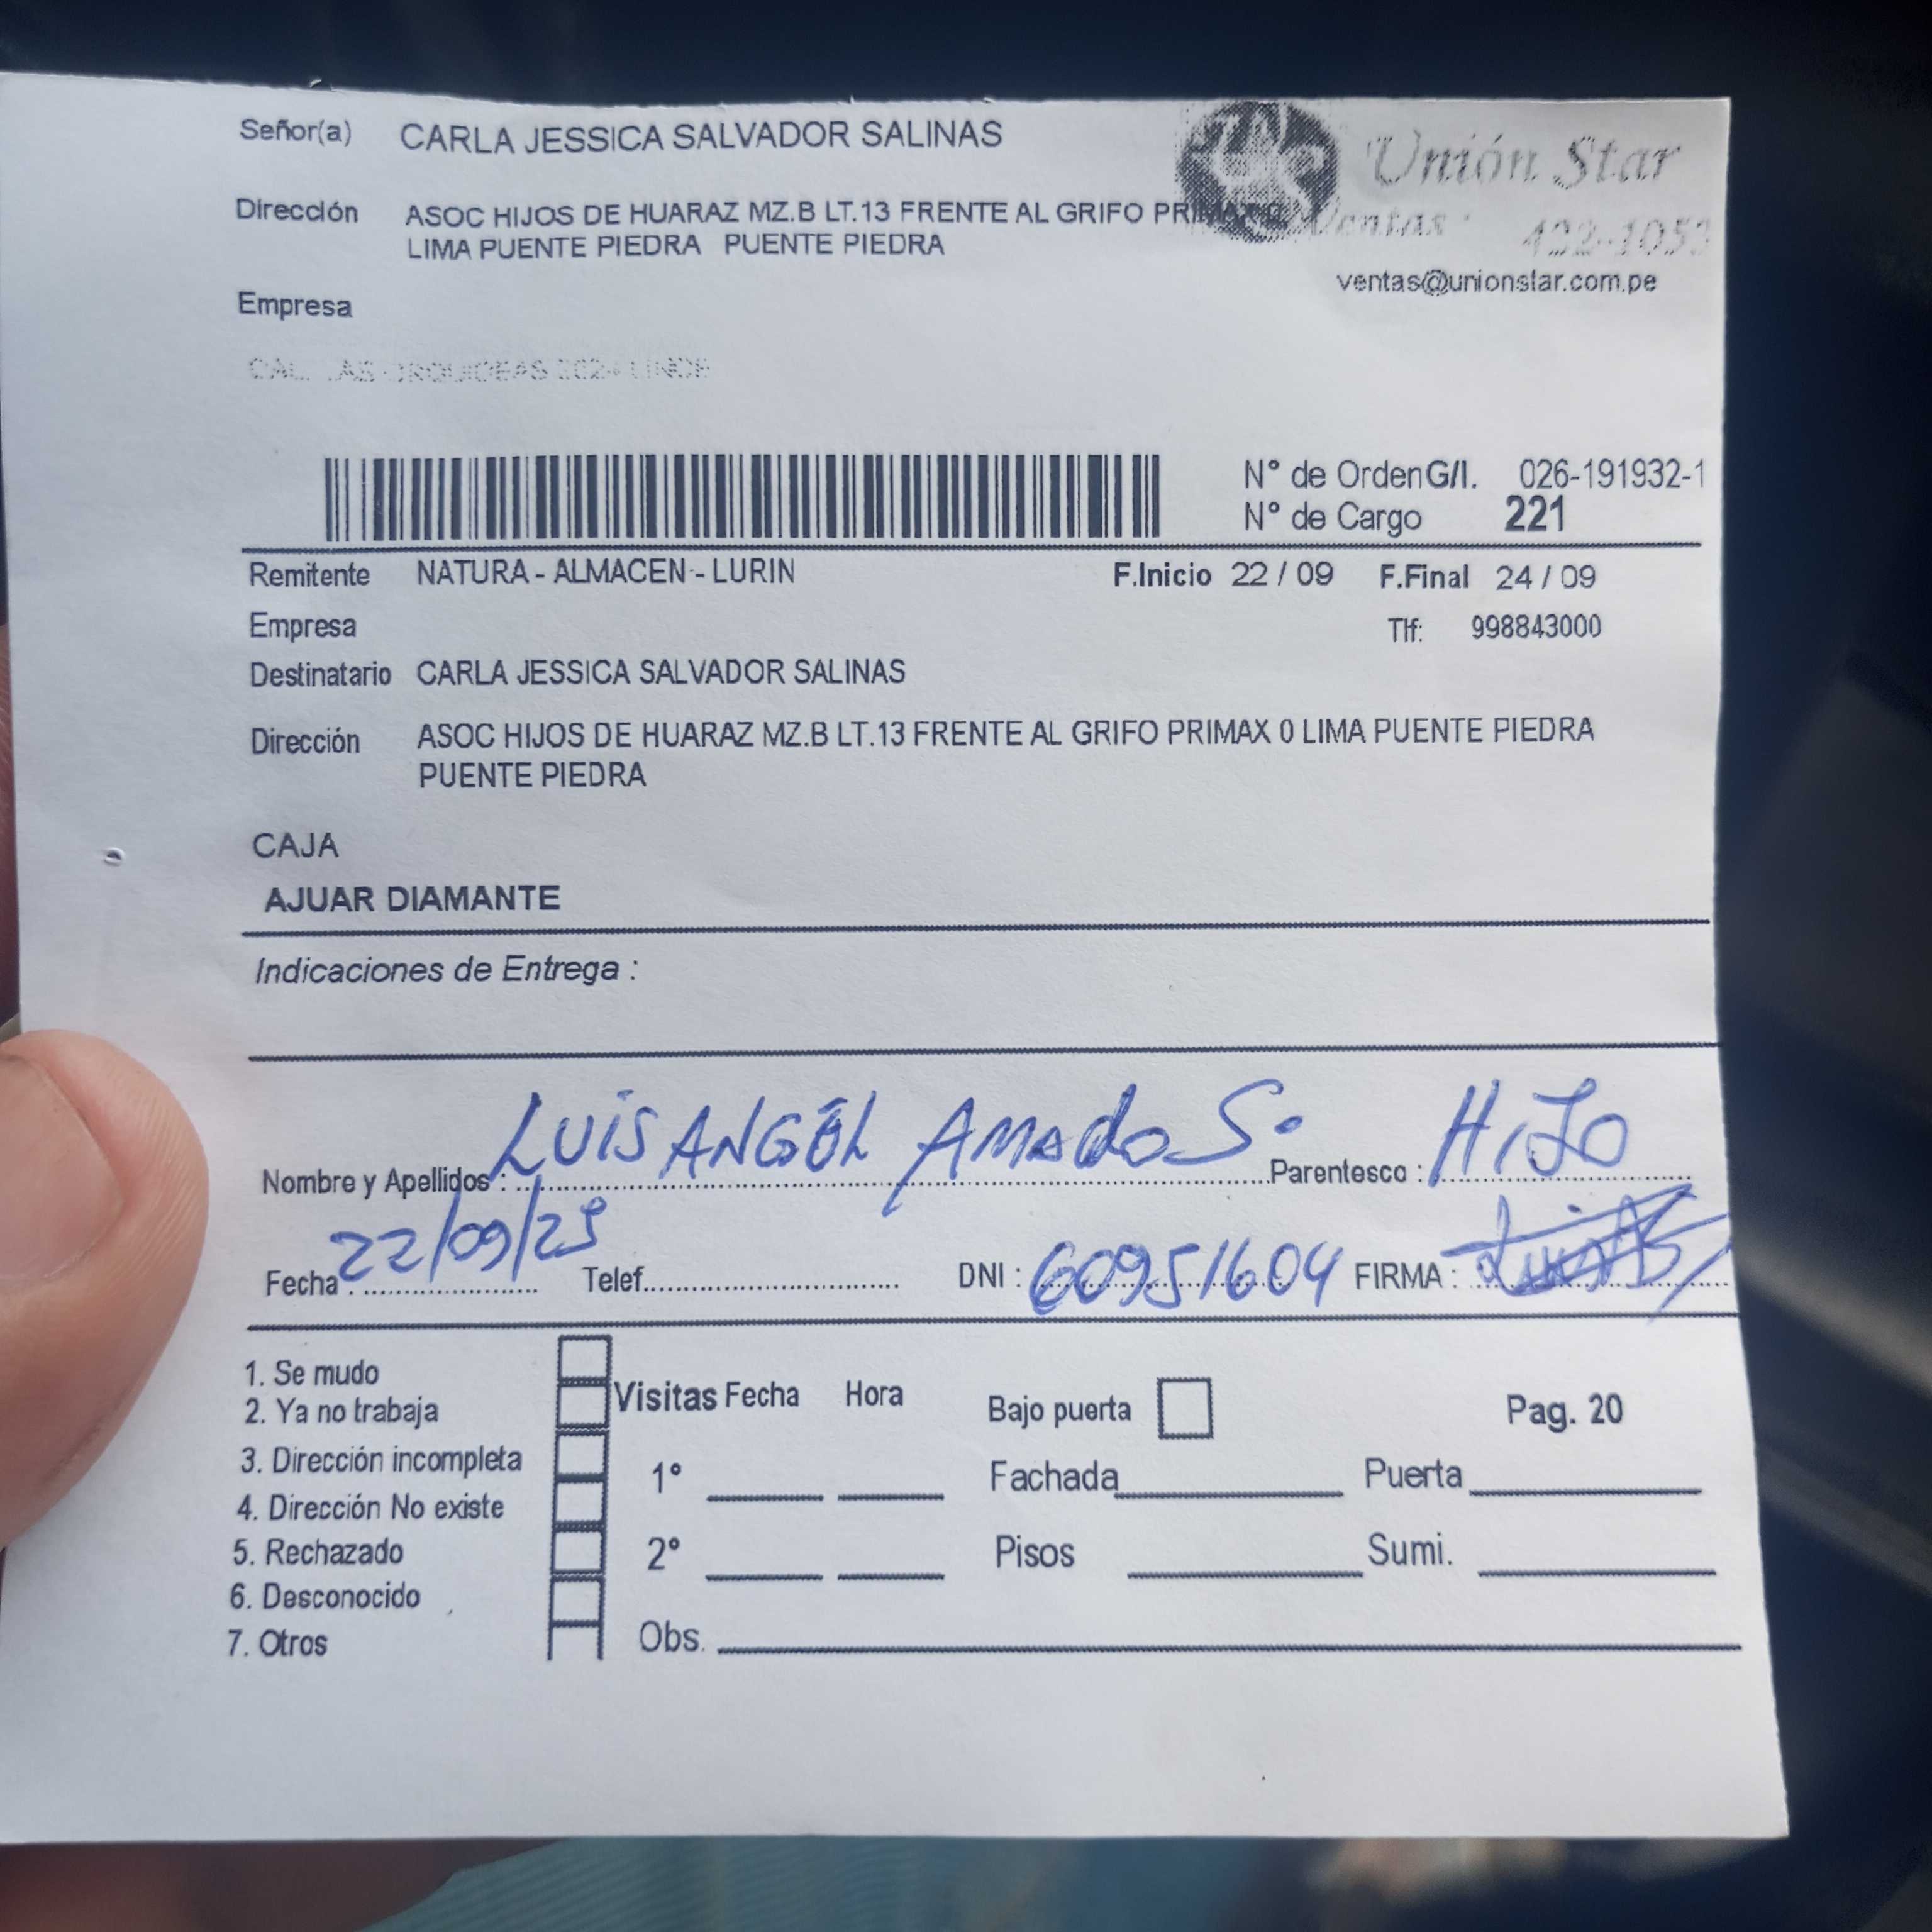 Señor(a) CARLA JESSICA SALVADOR SALINAS
Unión Star
Dirección ASOC HIJOS DE HUARAZ MZ.B LT.13 FRENTE AL GRIFO PRIMAX 0
LIMA PUENTE PIEDRA PUENTE PIEDRA
Ventas: 422-1053
ventas@unionstar.com.pe
Empresa
N° de Orden G/I. 026-191932-1
N° de Cargo 221
Remitente NATURA - ALMACEN - LURIN F.Inicio 22 / 09 F.Final 24 / 09
Empresa Tlf: 998843000
Destinatario CARLA JESSICA SALVADOR SALINAS
Dirección ASOC HIJOS DE HUARAZ MZ.B LT.13 FRENTE AL GRIFO PRIMAX 0 LIMA PUENTE PIEDRA
PUENTE PIEDRA
CAJA
AJUAR DIAMANTE
Indicaciones de Entrega :
Nombre y Apellidos : LUiS ANGEL AMADO S. Parentesco : HiJO
Fecha : 22/09/25 Telef. DNI : 60951604 FIRMA :
1. Se mudo
2. Ya no trabaja
3. Dirección incompleta
4. Dirección No existe
5. Rechazado
6. Desconocido
7. Otros
Visitas Fecha Hora
1°
2°
Obs.
Bajo puerta Pag. 20
Fachada Puerta
Pisos Sumi.